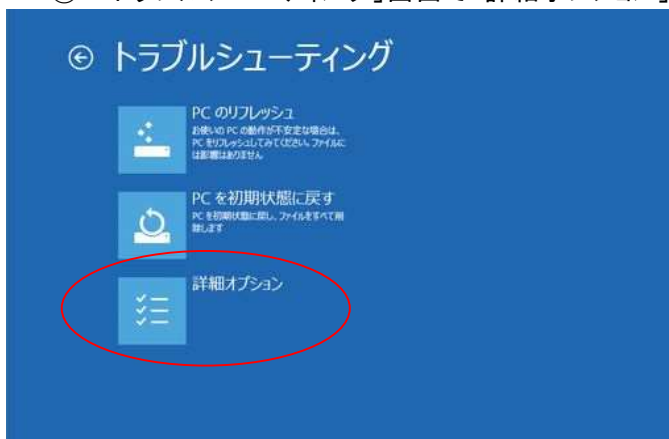 トラブルシューティング
PC のリフレッシュ
お使いの PC の動作が不安定な場合は、
PC をリフレッシュしてみてください。ファイルに
は影響はありません
PC を初期状態に戻す
PC を初期状態に戻し、ファイルをすべて削
除します
詳細オプション